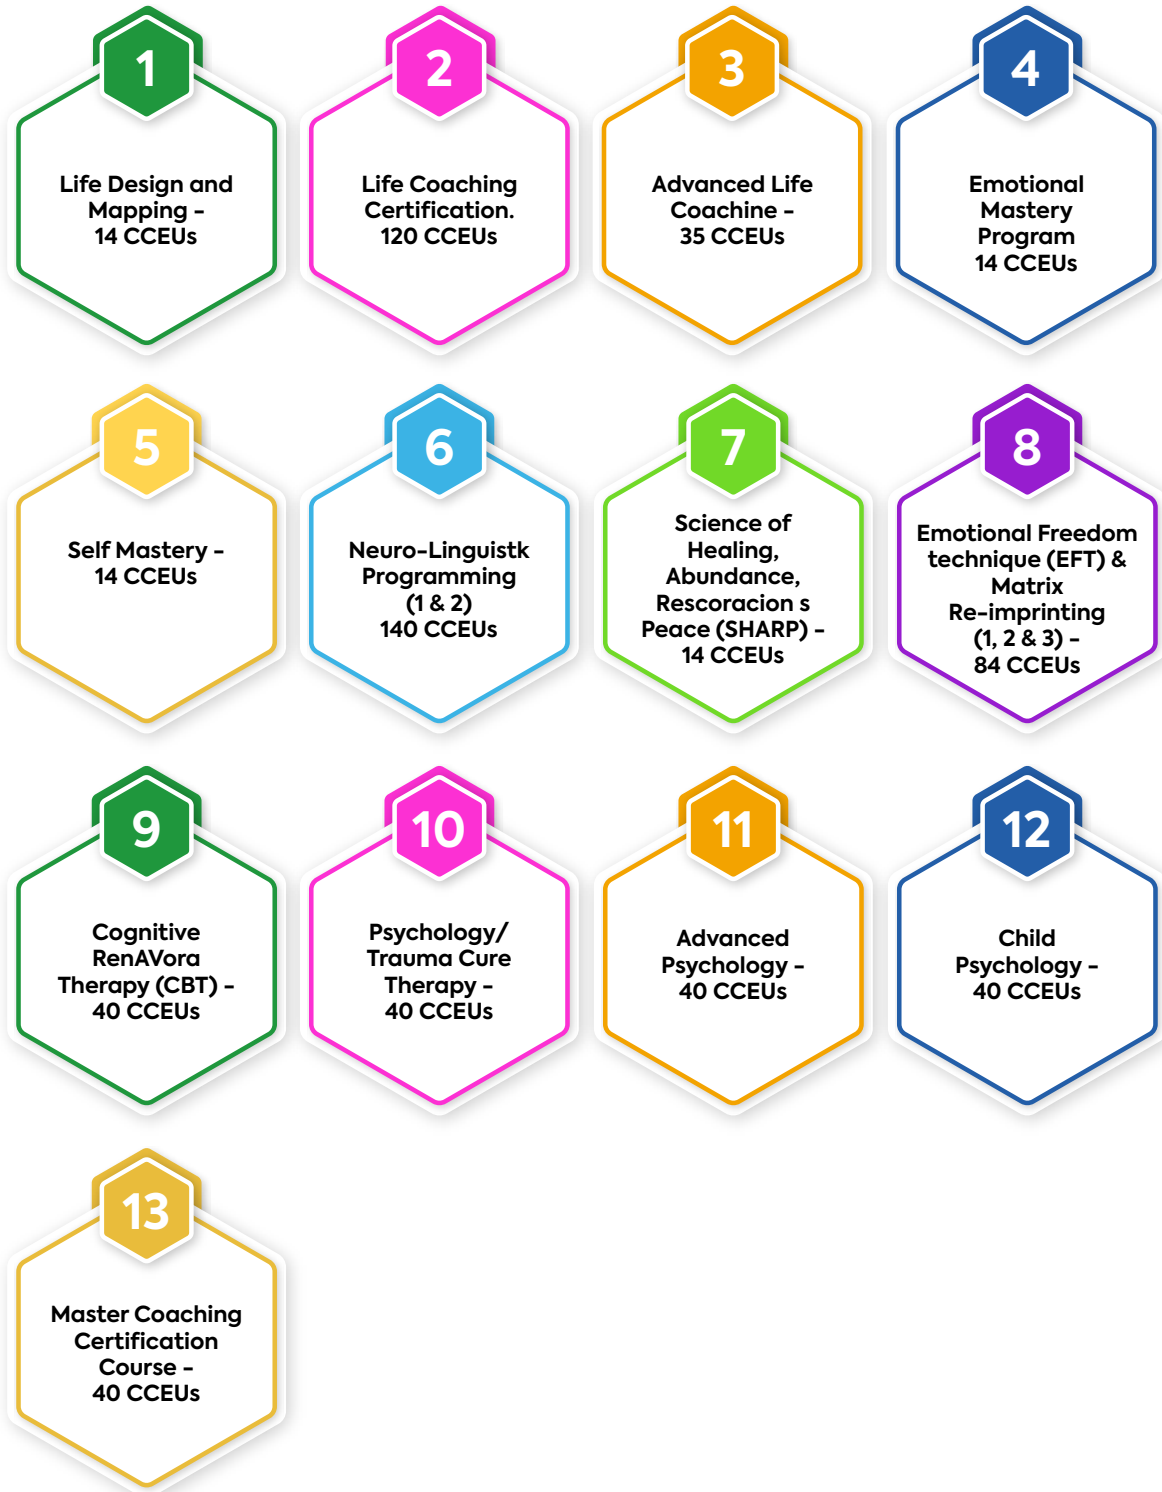 1
Life Design and
Mapping -
14 CCEUs
2
Life Coaching
Certification.
120 CCEUs
3
Advanced Life
Coachine -
35 CCEUs
4
Emotional
Mastery
Program
14 CCEUs
5
Self Mastery -
14 CCEUs
6
Neuro-Linguistk
Programming
(1 & 2)
140 CCEUs
7
Science of
Healing,
Abundance,
Rescoracion s
Peace (SHARP) -
14 CCEUs
8
Emotional Freedom
technique (EFT) &
Matrix
Re-imprinting
(1, 2 & 3) -
84 CCEUs
9
Cognitive
RenAVora
Therapy (CBT) -
40 CCEUs
10
Psychology/
Trauma Cure
Therapy -
40 CCEUs
11
Advanced
Psychology -
40 CCEUs
12
Child
Psychology -
40 CCEUs
13
Master Coaching
Certification
Course -
40 CCEUs